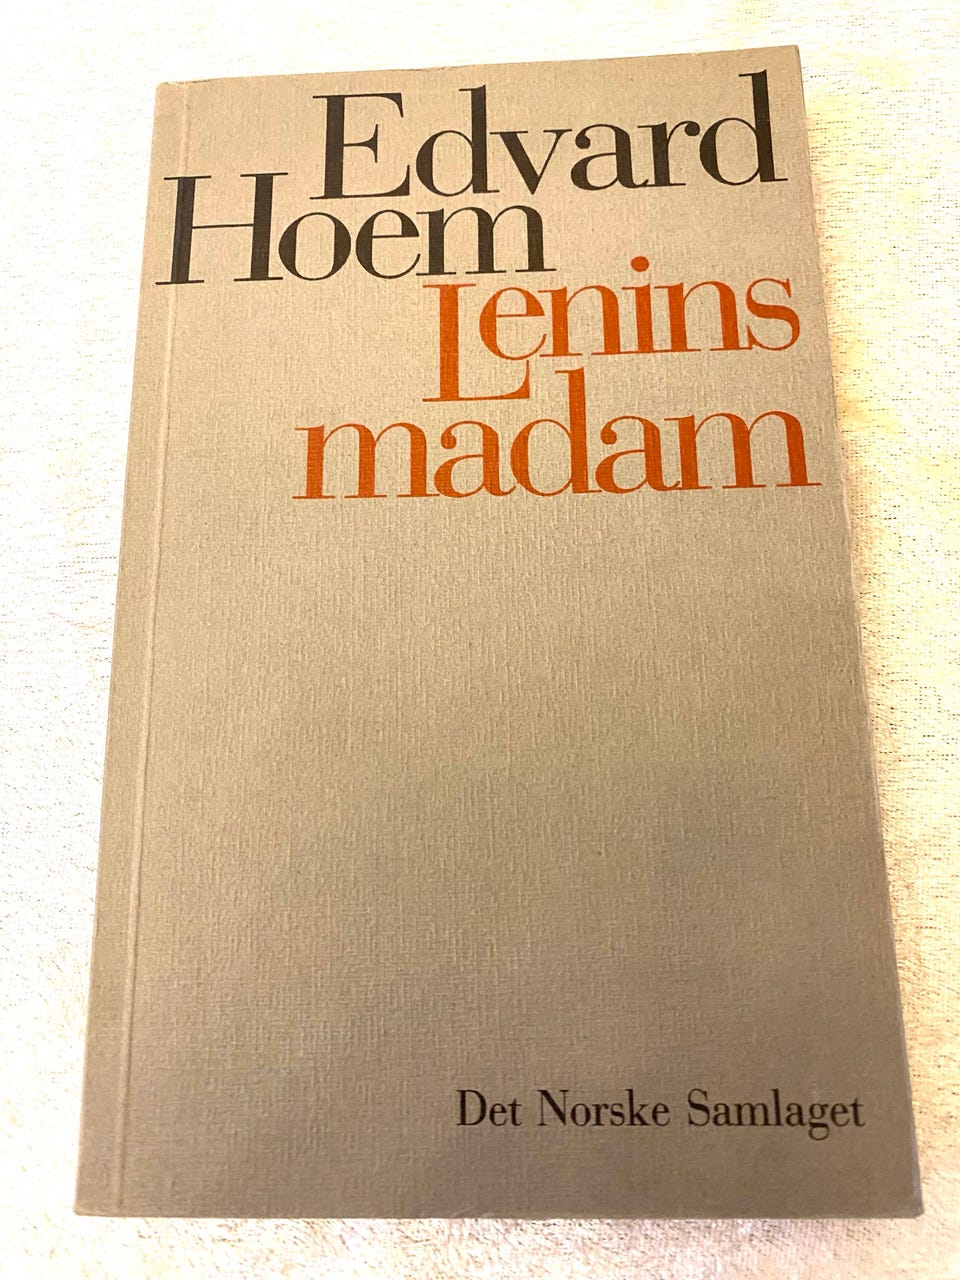 Edvard
Hoem
Lenins
madam
Det Norske Samlaget